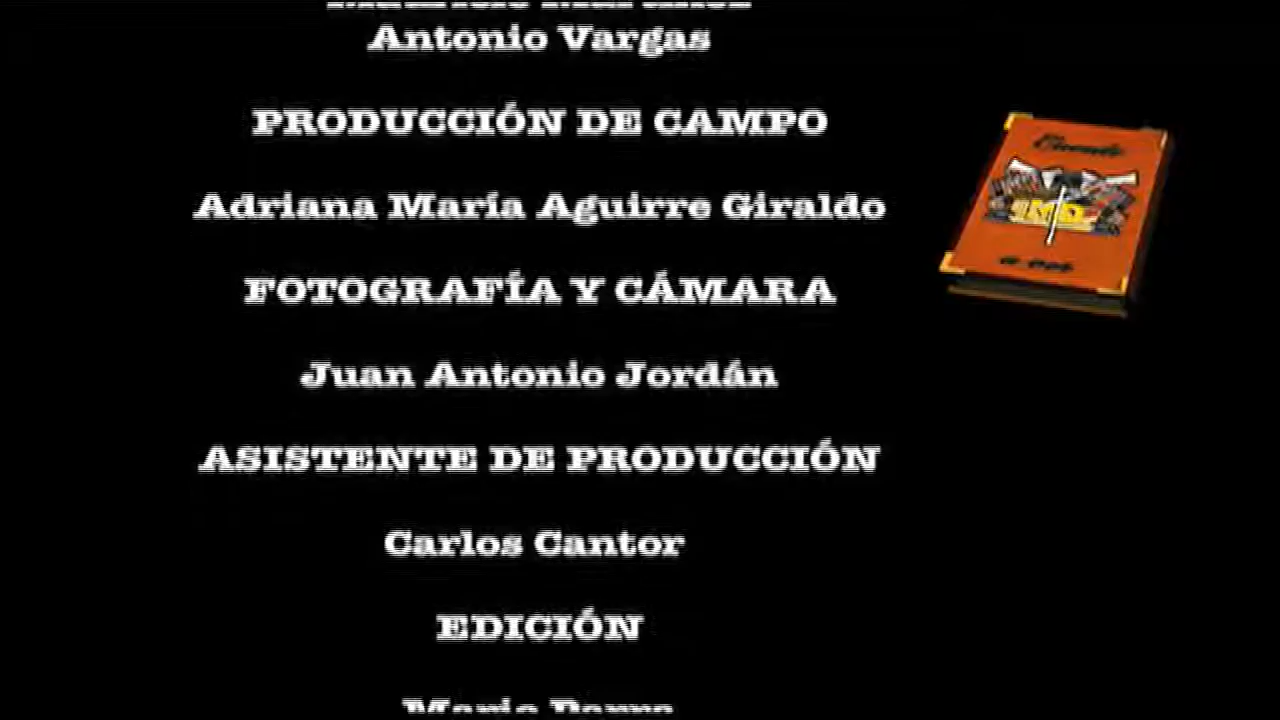 Antonio Vargas
PRODUCCIÓN DE CAMPO
Adriana María Aguirre Giraldo
FOTOGRAFÍA Y CÁMARA
Juan Antonio Jordán
ASISTENTE DE PRODUCCIÓN
Carlos Cantor
EDICIÓN